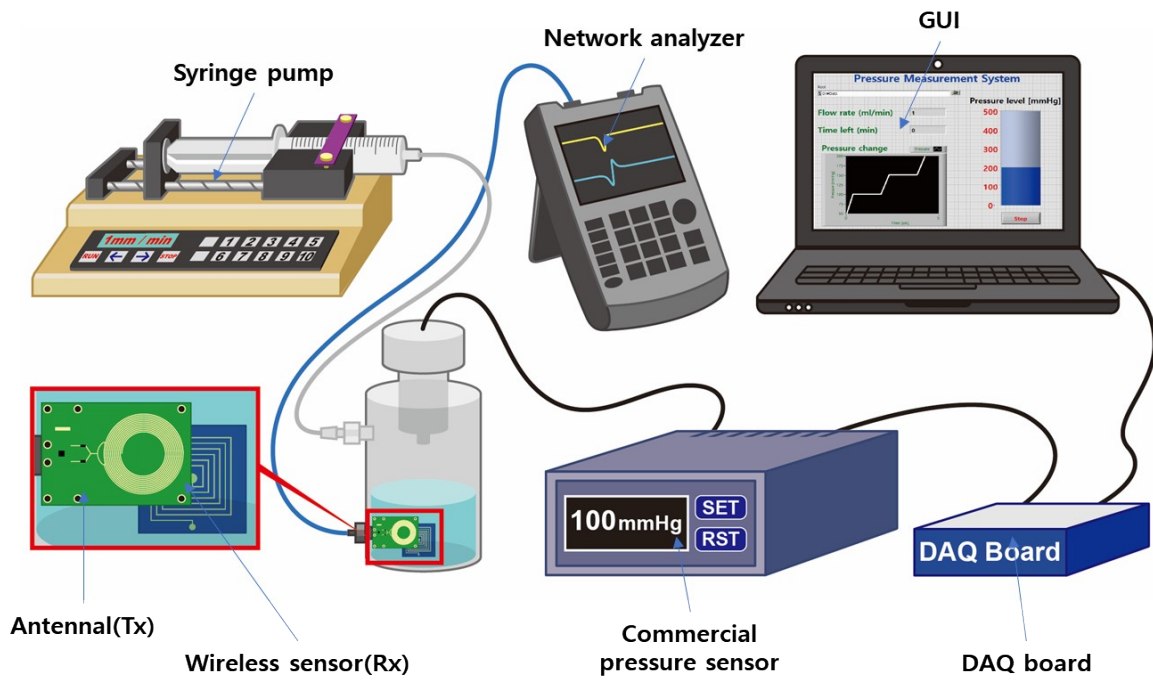 Network analyzer
GUI
Syringe pump
Pressure Measurement System
Pressure level [mmHg]
Flow rate (ml/min)
1
Time left (min)
0
Pressure change
500
400
300
200
100
0
Stop
1mm / min
RUN
STOP
1 2 3 4 5
6 7 8 9 10
100 mmHg
SET
RST
DAQ Board
Antennal(Tx)
Wireless sensor(Rx)
Commercial
pressure sensor
DAQ board